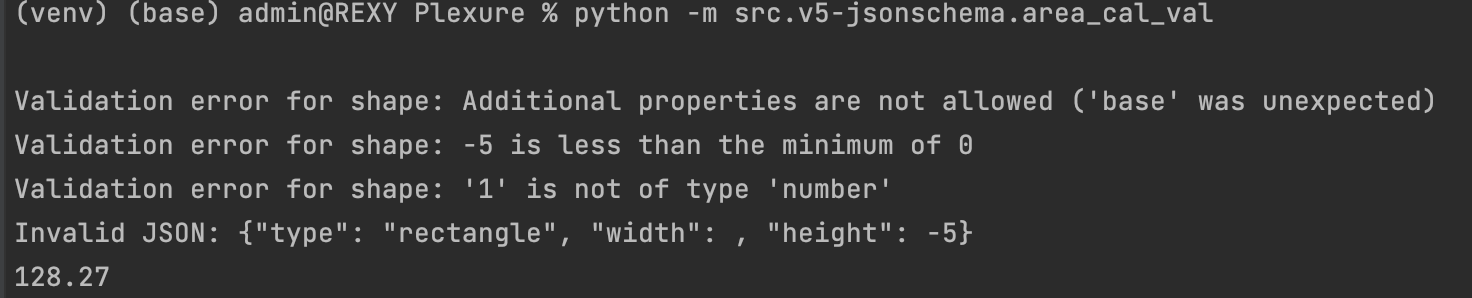 (venv) (base) admin@REXY Plexure % python -m src.v5-jsonschema.area_cal_val
Validation error for shape: Additional properties are not allowed ('base' was unexpected)
Validation error for shape: -5 is less than the minimum of 0
Validation error for shape: '1' is not of type 'number'
Invalid JSON: {"type": "rectangle", "width": , "height": -5}
128.27